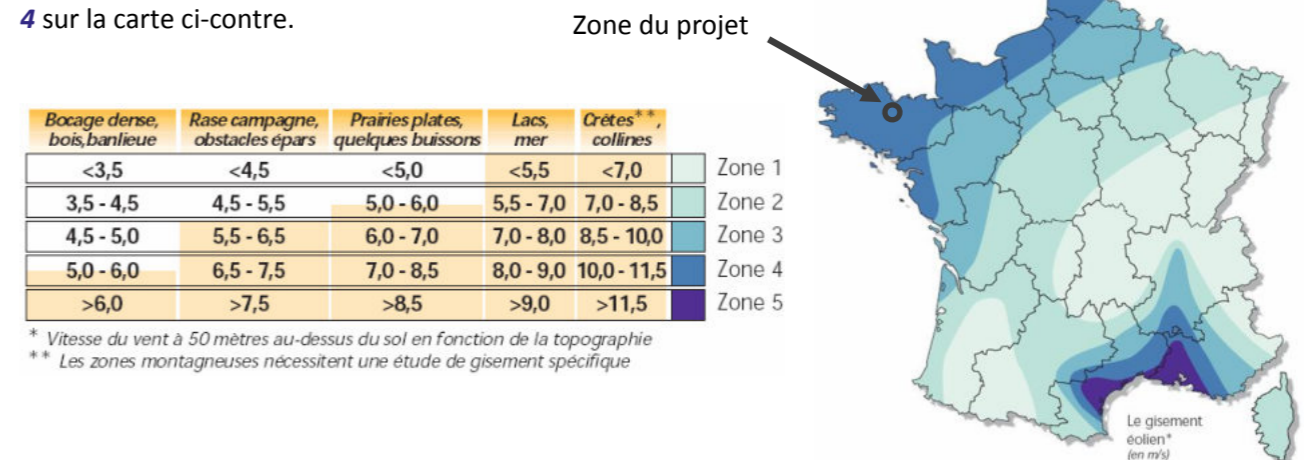 4 sur la carte ci-contre.
Zone du projet
Bocage dense, bois,banlieue Rase campagne, obstacles épars Prairies plates, quelques buissons Lacs, mer Crêtes**, collines
<3,5 <4,5 <5,0 <5,5 <7,0 Zone 1
3,5 - 4,5 4,5 - 5,5 5,0 - 6,0 5,5 - 7,0 7,0 - 8,5 Zone 2
4,5 - 5,0 5,5 - 6,5 6,0 - 7,0 7,0 - 8,0 8,5 - 10,0 Zone 3
5,0 - 6,0 6,5 - 7,5 7,0 - 8,5 8,0 - 9,0 10,0 - 11,5 Zone 4
>6,0 >7,5 >8,5 >9,0 >11,5 Zone 5
* Vitesse du vent à 50 mètres au-dessus du sol en fonction de la topographie
** Les zones montagneuses nécessitent une étude de gisement spécifique
Le gisement
éolien*
(en m/s)